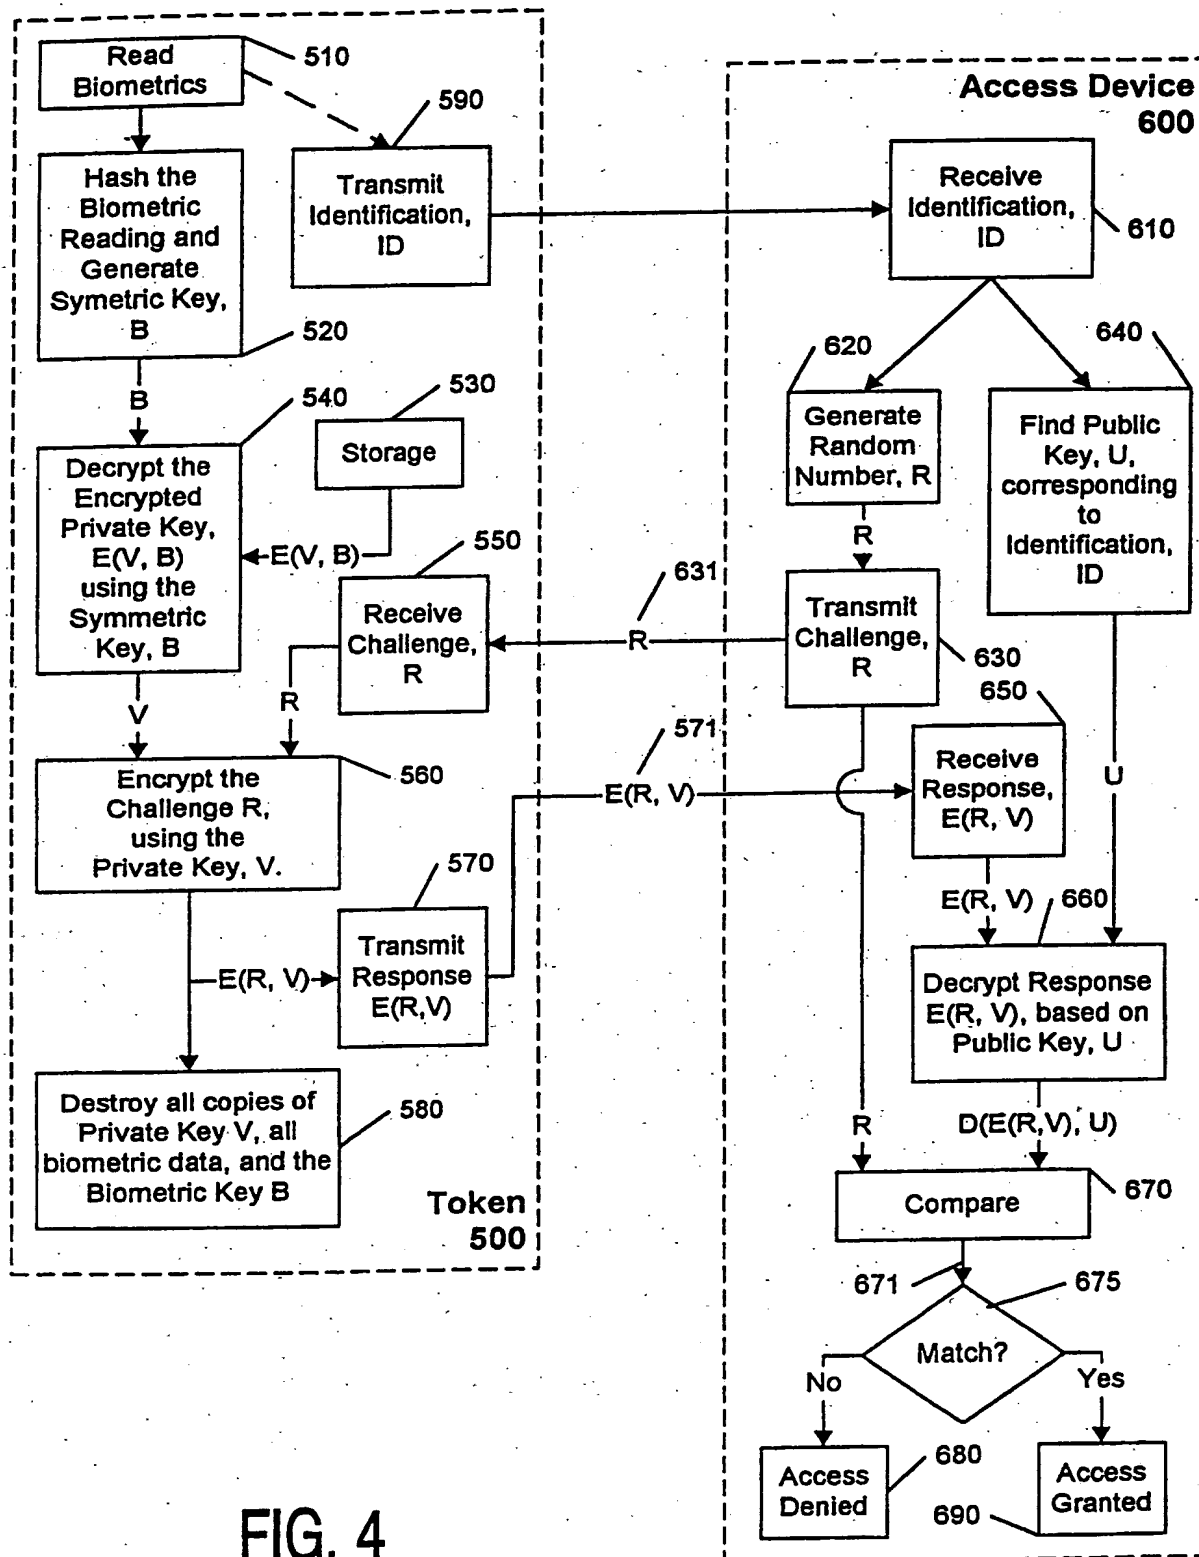 Read
Biometrics
510
590
Hash the
Biometric
Reading and
Generate
Symetric Key,
B
520
Transmit
Identification,
ID
B
540
530
Storage
Decrypt the
Encrypted
Private Key,
E(V, B)
using the
Symmetric
Key, B
E(V, B)
550
Receive
Challenge,
R
V
R
Encrypt the
Challenge R,
using the
Private Key, V.
560
570
E(R, V)
Transmit
Response
E(R,V)
Destroy all copies of
Private Key V, all
biometric data, and the
Biometric Key B
580
Token
500
631
R
571
E(R, V)
Access Device
600
Receive
Identification,
ID
610
620
640
Generate
Random
Number, R
Find Public
Key, U,
corresponding
to
Identification,
ID
R
Transmit
Challenge,
R
630
650
Receive
Response,
E(R, V)
U
E(R, V)
660
Decrypt Response
E(R, V), based on
Public Key, U
R
D(E(R,V), U)
Compare
670
671
675
Match?
No
Yes
Access
Denied
680
Access
Granted
690
FIG. 4